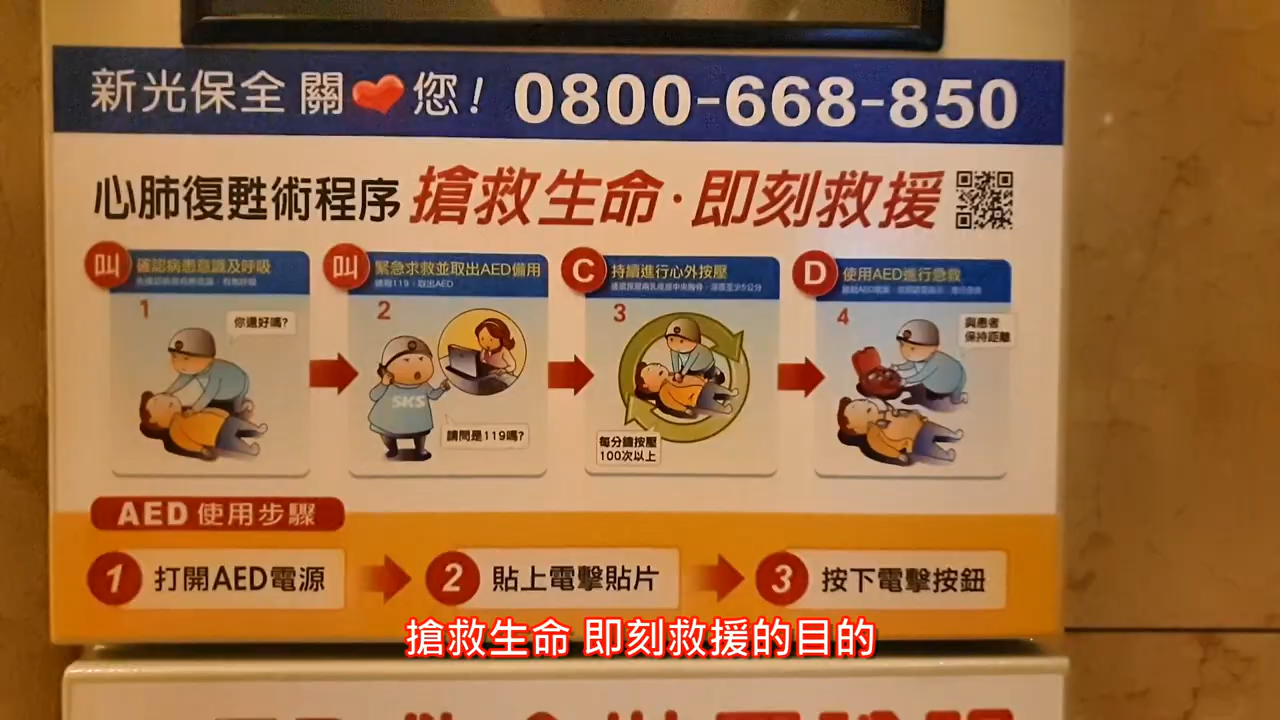 新光保全 關❤您! 0800-668-850
心肺復甦術程序 搶救生命·即刻救援
叫 確認病患意識及呼吸
1
你還好嗎?
叫 緊急求救並取出AED備用
請撥119,取出AED
2
SKS
請問是119嗎?
C 持續進行心外按壓
3
每分鐘按壓
100次以上
D 使用AED進行急救
4
與患者
保持距離
AED 使用步驟
1 打開AED電源
2 貼上電擊貼片
3 按下電擊按鈕
搶救生命 即刻救援的目的